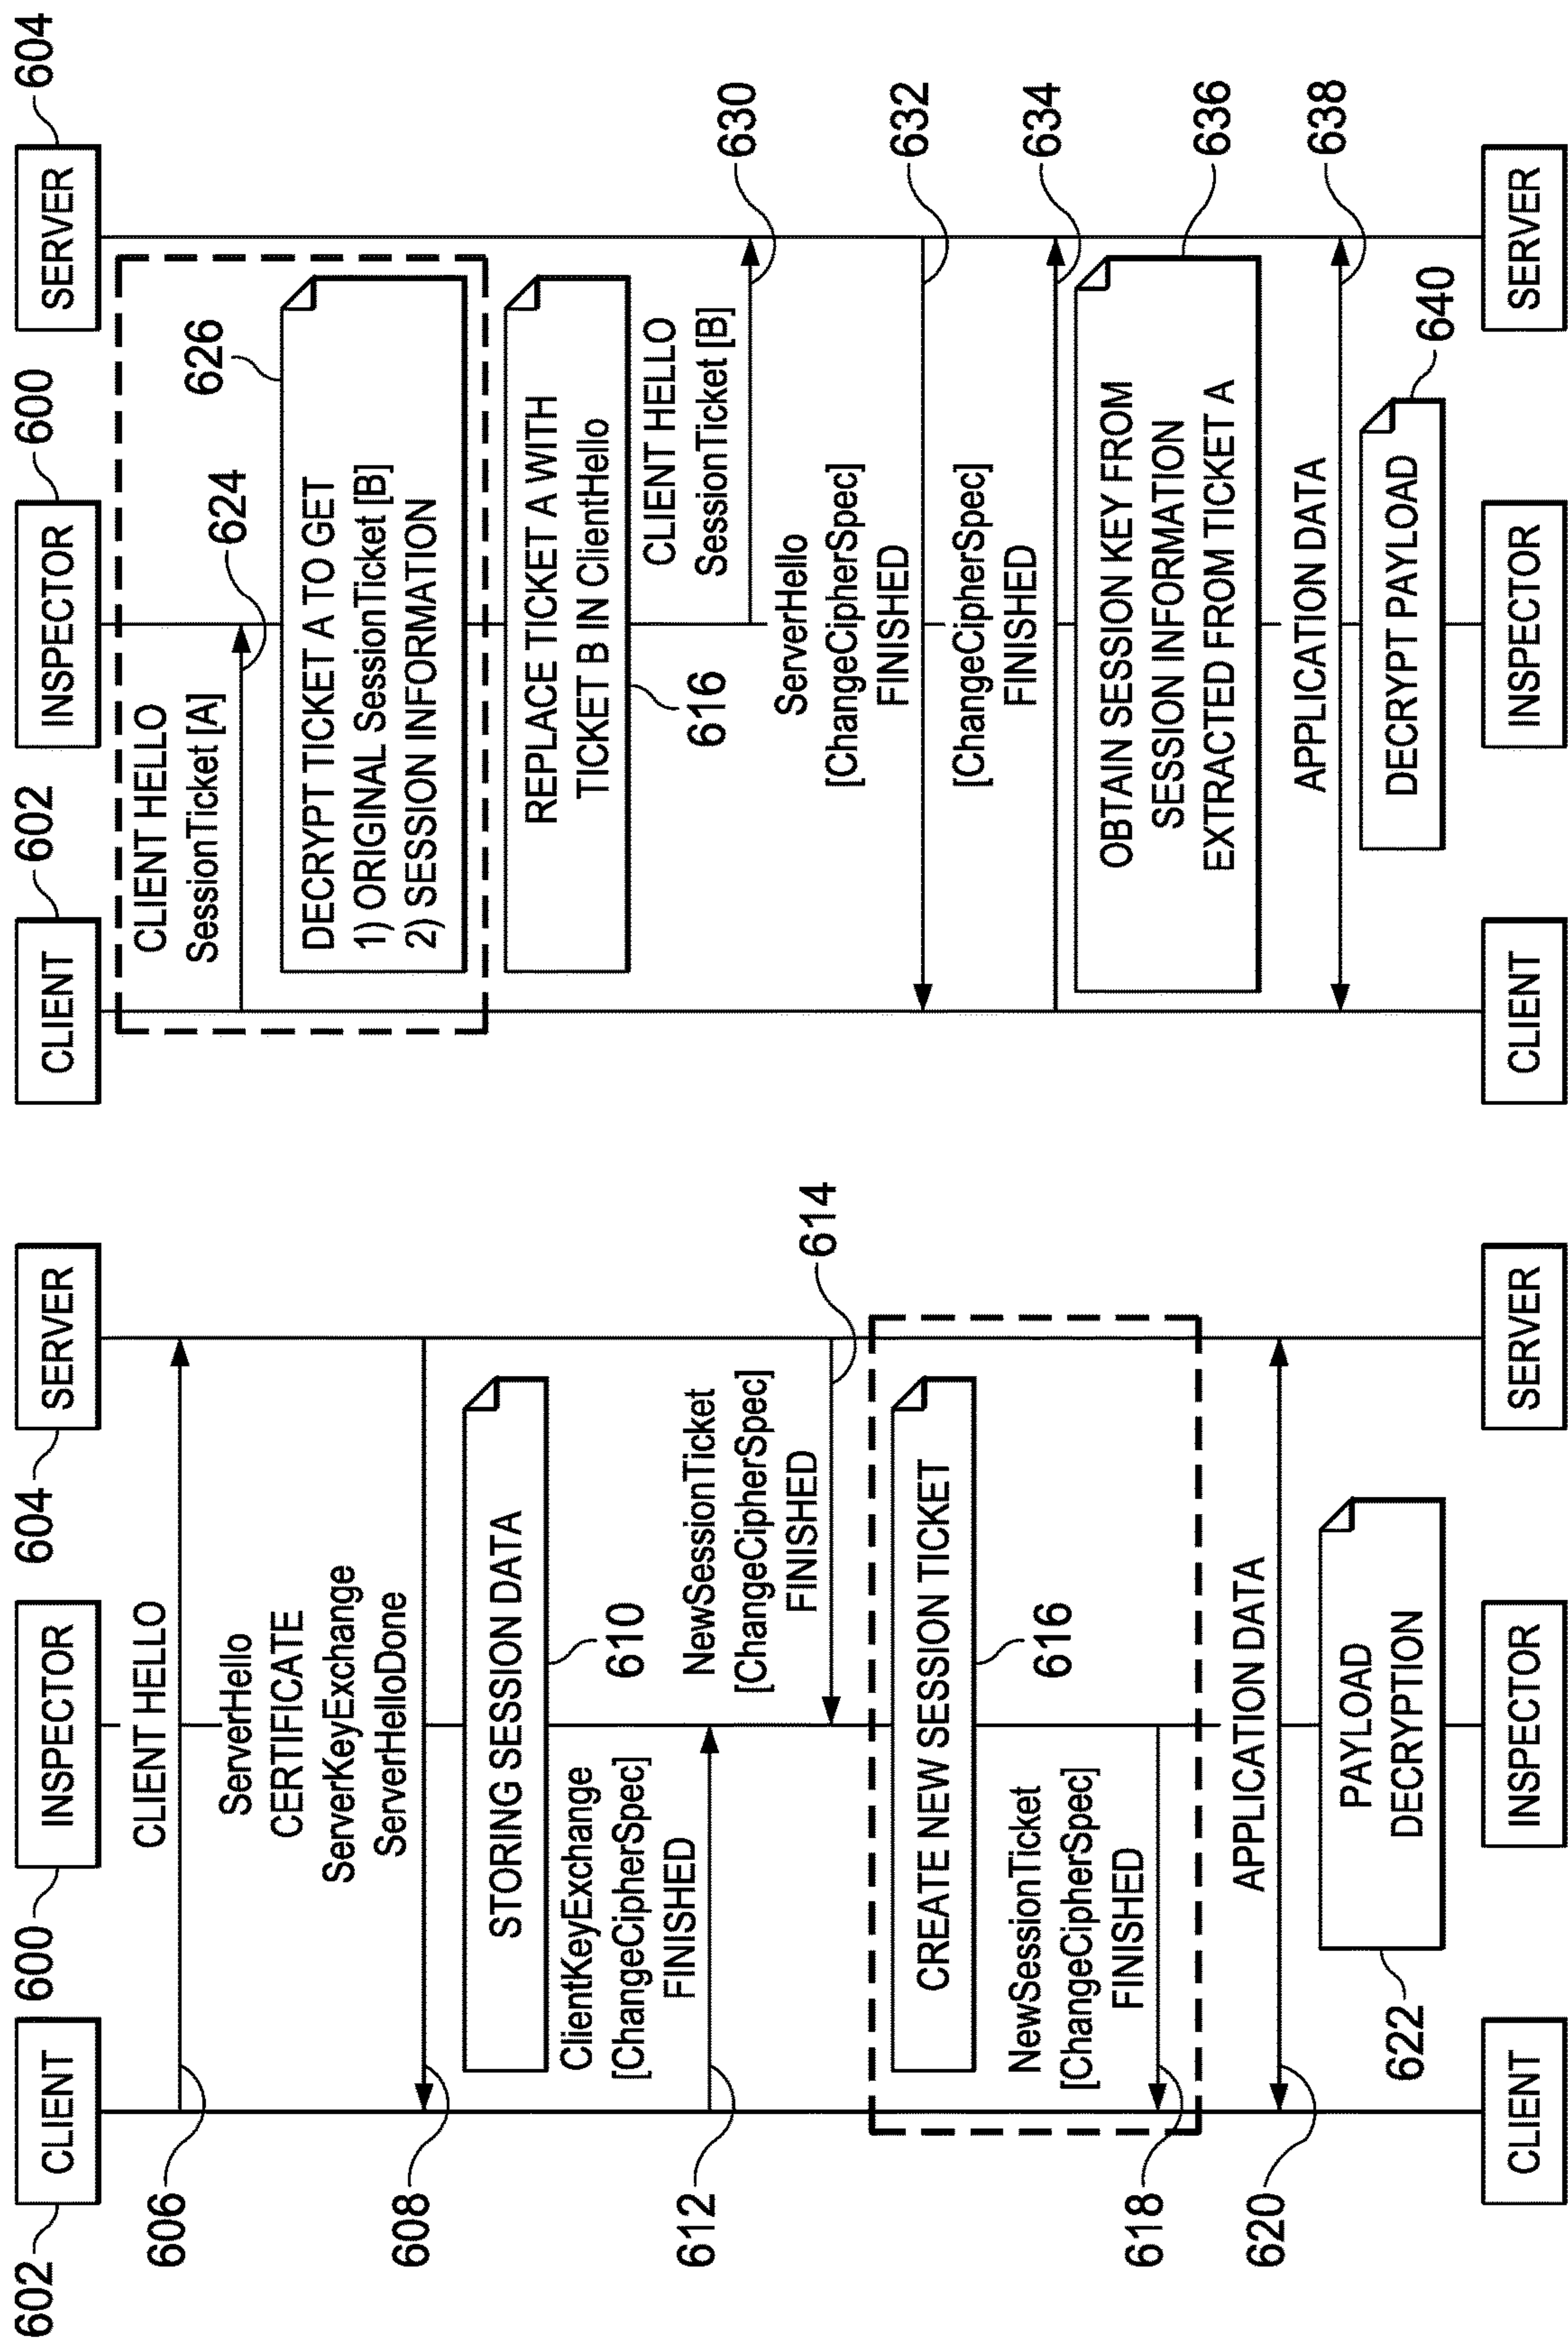 602
600
604
CLIENT
INSPECTOR
SERVER
606
CLIENT HELLO
608
ServerHello
CERTIFICATE
ServerKeyExchange
ServerHelloDone
STORING SESSION DATA
610
612
ClientKeyExchange
[ChangeCipherSpec]
FINISHED
NewSessionTicket
[ChangeCipherSpec]
FINISHED
614
CREATE NEW SESSION TICKET
616
618
NewSessionTicket
[ChangeCipherSpec]
FINISHED
620
APPLICATION DATA
622
PAYLOAD
DECRYPTION
CLIENT
INSPECTOR
SERVER
602
600
604
CLIENT
INSPECTOR
SERVER
CLIENT HELLO
SessionTicket [A]
624
626
DECRYPT TICKET A TO GET
1) ORIGINAL SessionTicket [B]
2) SESSION INFORMATION
REPLACE TICKET A WITH
TICKET B IN ClientHello
616
CLIENT HELLO
SessionTicket [B]
630
ServerHello
[ChangeCipherSpec]
FINISHED
632
[ChangeCipherSpec]
FINISHED
634
OBTAIN SESSION KEY FROM
SESSION INFORMATION
EXTRACTED FROM TICKET A
636
APPLICATION DATA
638
DECRYPT PAYLOAD
640
CLIENT
INSPECTOR
SERVER